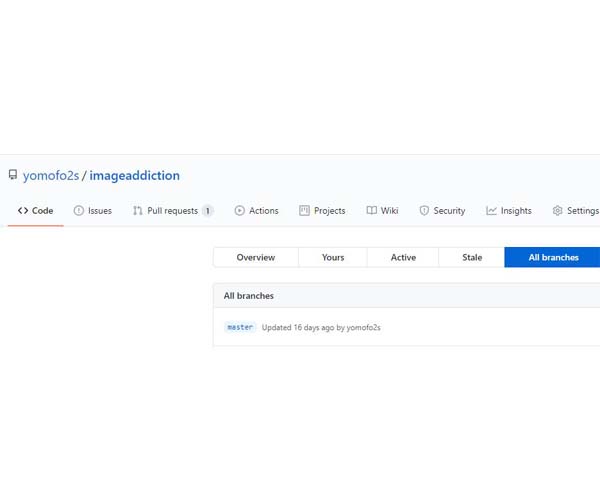 yomofo2s / imageaddiction
Code Issues Pull requests 1 Actions Projects Wiki Security Insights Settings
Overview Yours Active Stale All branches
All branches
master Updated 16 days ago by yomofo2s